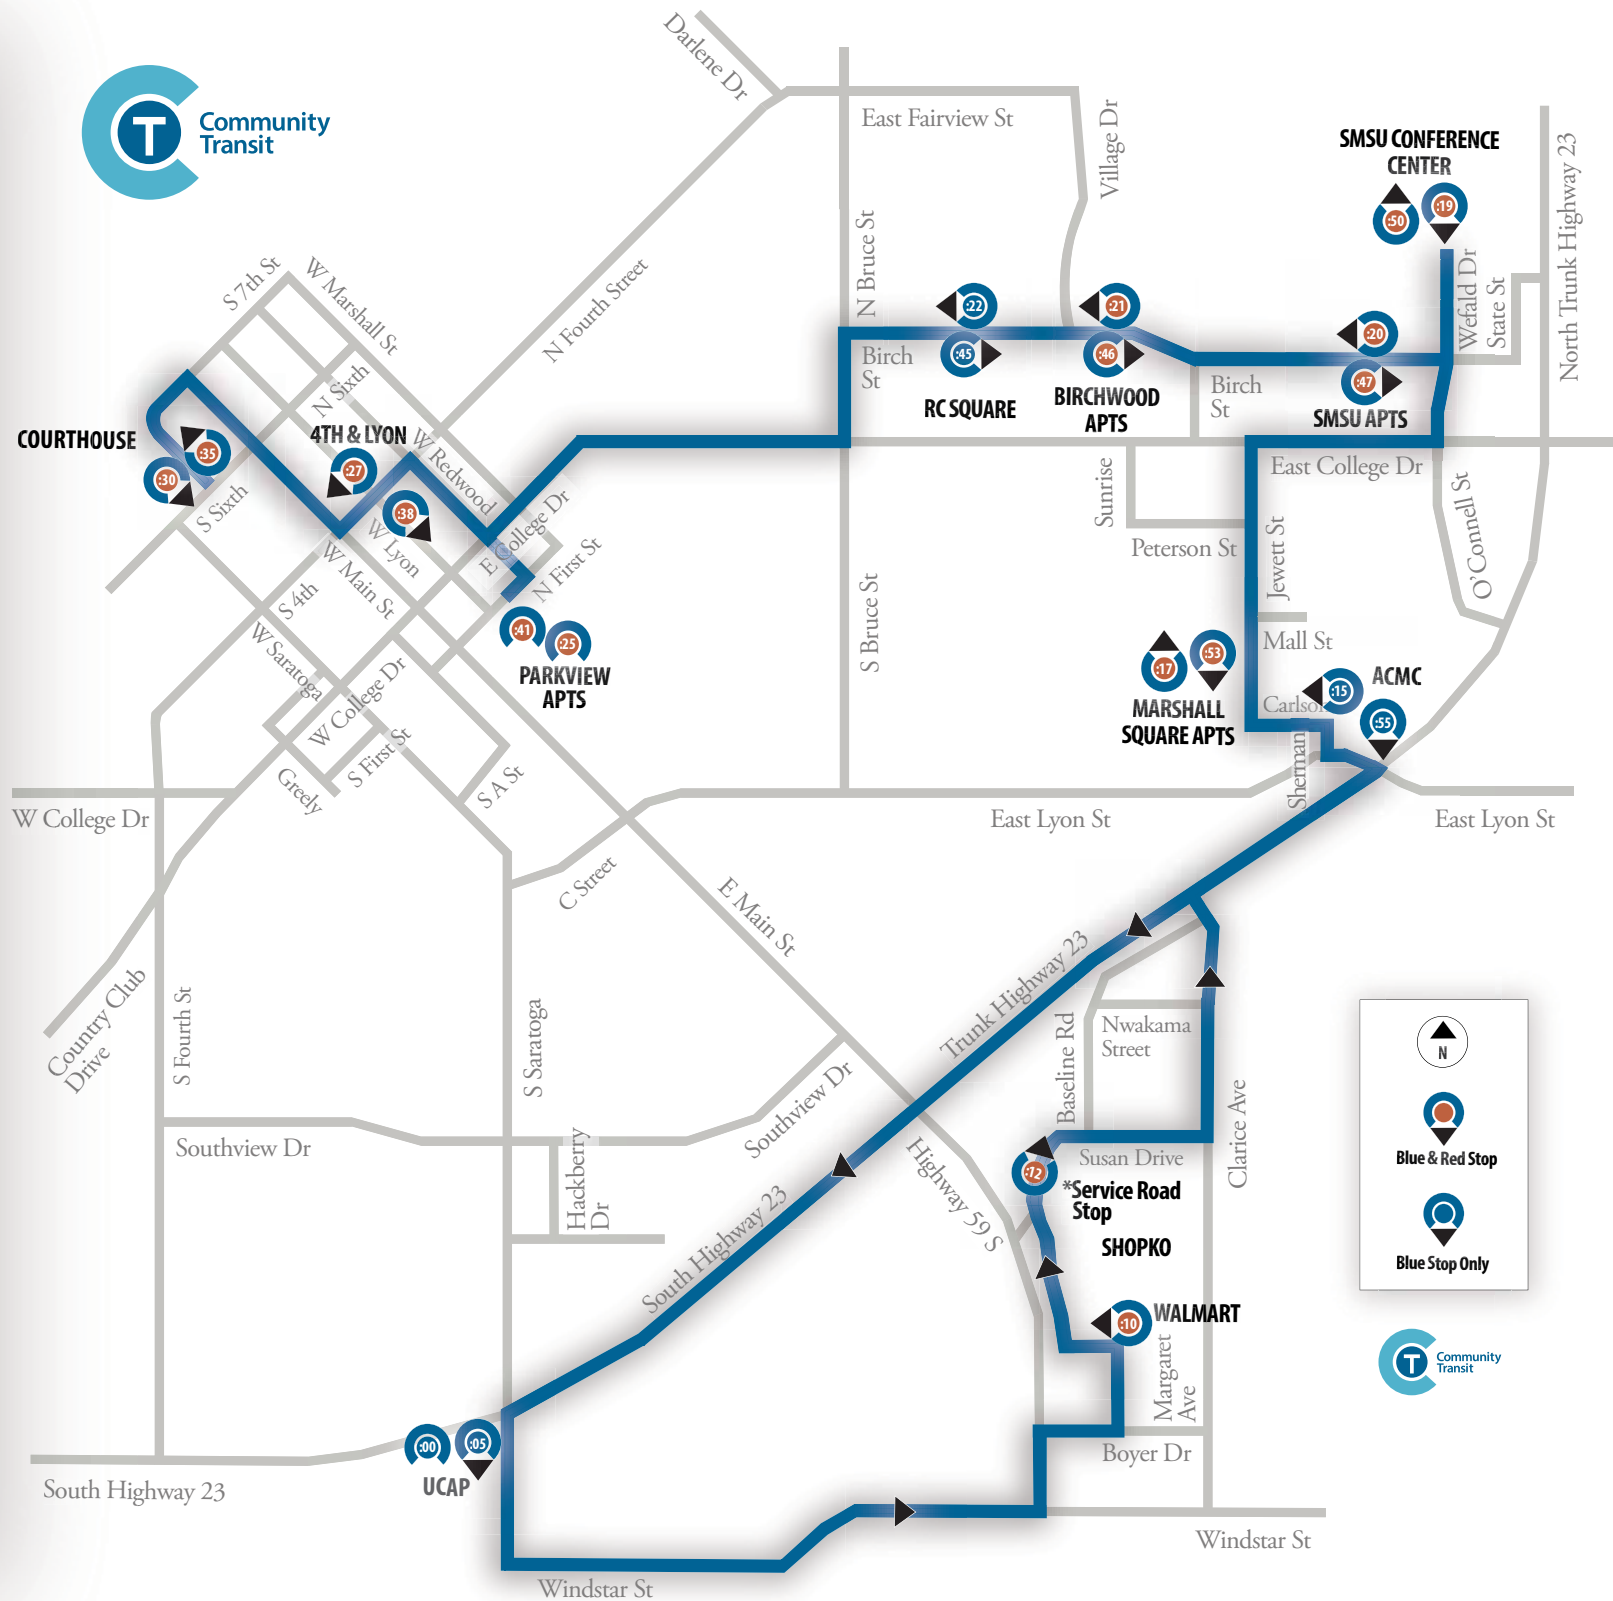 T
Community
Transit
Darlene Dr
East Fairview St
Village Dr
SMSU CONFERENCE
CENTER
:50
:19
North Trunk Highway 23
Wefald Dr
State St
S 7th St
W Marshall St
N Fourth Street
N Bruce St
:22
:21
:20
Birch
St
:45
:46
:47
Birch
St
RC SQUARE
BIRCHWOOD
APTS
SMSU APTS
N Sixth
COURTHOUSE
:35
:30
S Sixth
4TH & LYON
:27
:38
W Redwood
W Lyon
E College Dr
N First St
W Main St
S 4th
East College Dr
Sunrise
Peterson St
Jewett St
O'Connell St
S Bruce St
Mall St
:41
:25
PARKVIEW
APTS
:17
:53
MARSHALL
SQUARE APTS
ACMC
:15
:55
Carlson
Sherman
W Saratoga
W College Dr
S First St
Greely
S A St
W College Dr
East Lyon St
East Lyon St
C Street
E Main St
Country Club
Drive
S Fourth St
S Saratoga
Trunk Highway 23
Baseline Rd
Nwakama
Street
Clarice Ave
Southview Dr
Southview Dr
Hackberry
Dr
Highway 59 S
Susan Drive
:12
*Service Road
Stop
SHOPKO
South Highway 23
:10
WALMART
Margaret
Ave
Boyer Dr
:00
:05
UCAP
South Highway 23
Windstar St
Windstar St
N
Blue & Red Stop
Blue Stop Only
T
Community
Transit